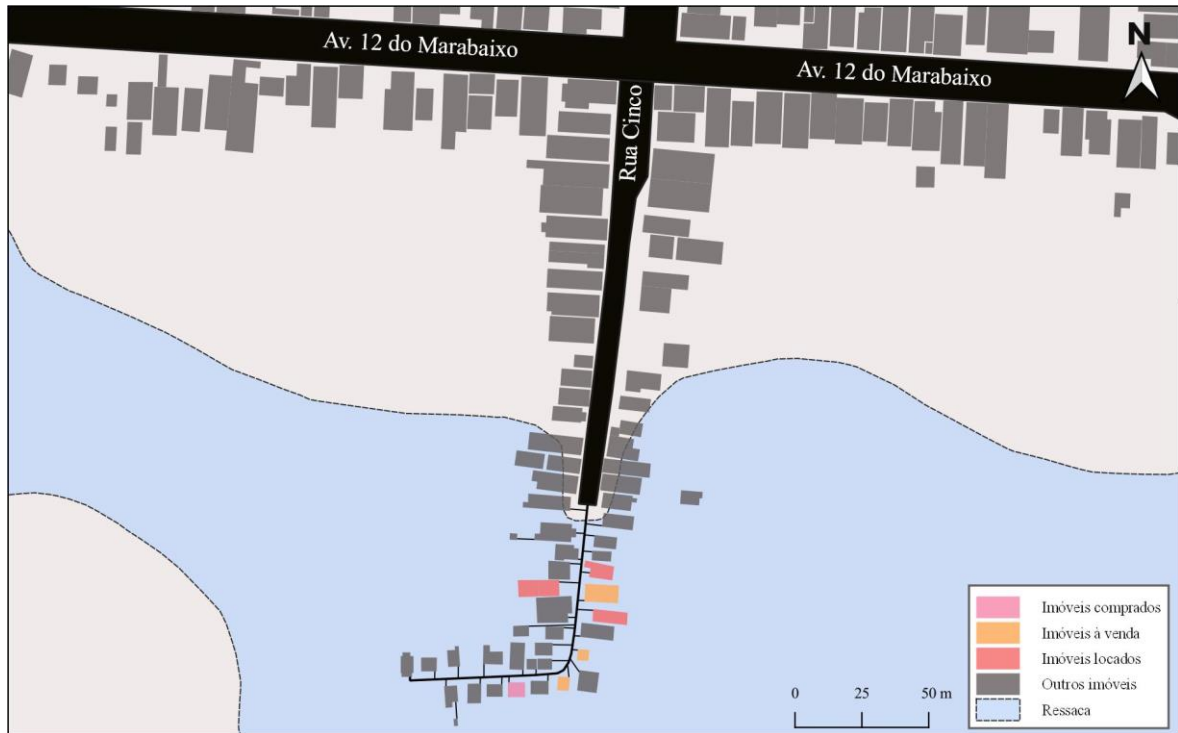 Av. 12 do Marabaixo
Av. 12 do Marabaixo
N
Rua Cinco
Imóveis comprados
Imóveis à venda
Imóveis locados
Outros imóveis
Ressaca
0 25 50 m